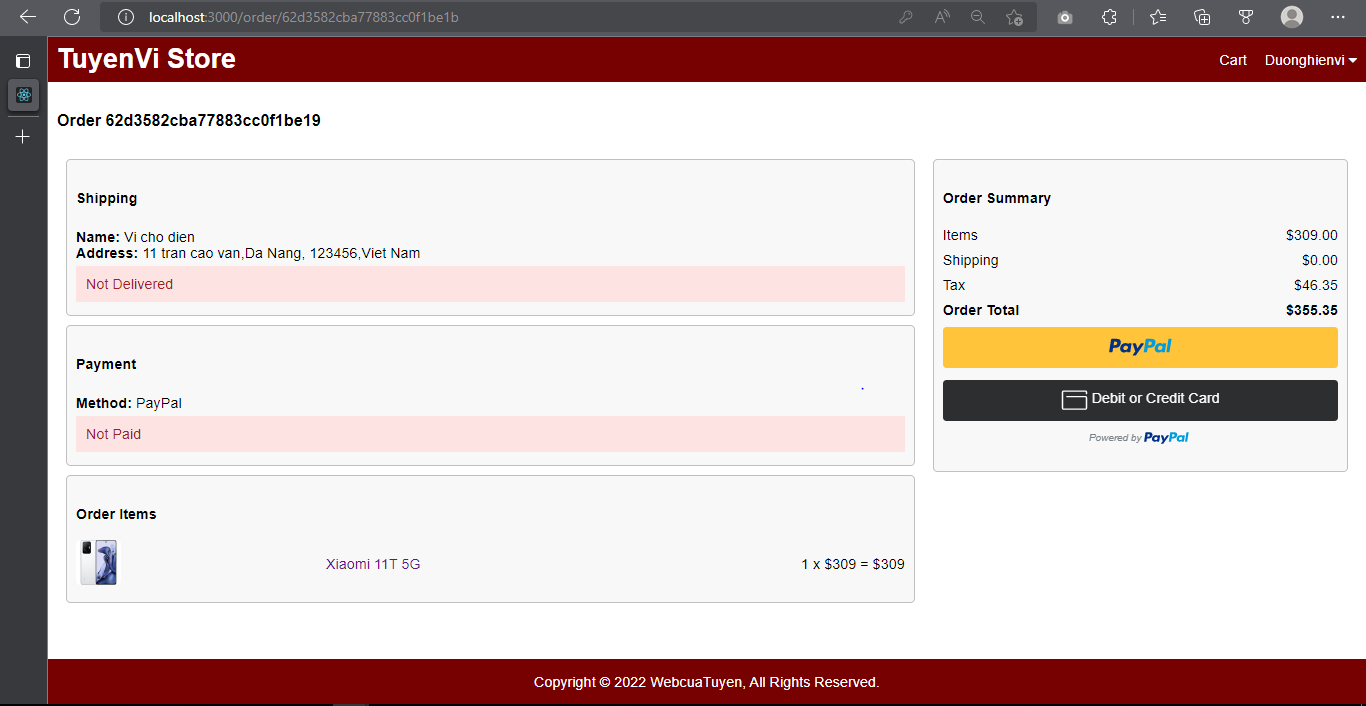 localhost:3000/order/62d3582cba77883cc0f1be1b
TuyenVi Store
Cart Duonghienvi
Order 62d3582cba77883cc0f1be19
Shipping
Name: Vi cho dien
Address: 11 tran cao van,Da Nang, 123456,Viet Nam
Not Delivered
Payment
Method: PayPal
Not Paid
Order Items
Xiaomi 11T 5G 1 x $309 = $309
Order Summary
Items $309.00
Shipping $0.00
Tax $46.35
Order Total $355.35
PayPal
Debit or Credit Card
Powered by PayPal
Copyright © 2022 WebcuaTuyen, All Rights Reserved.